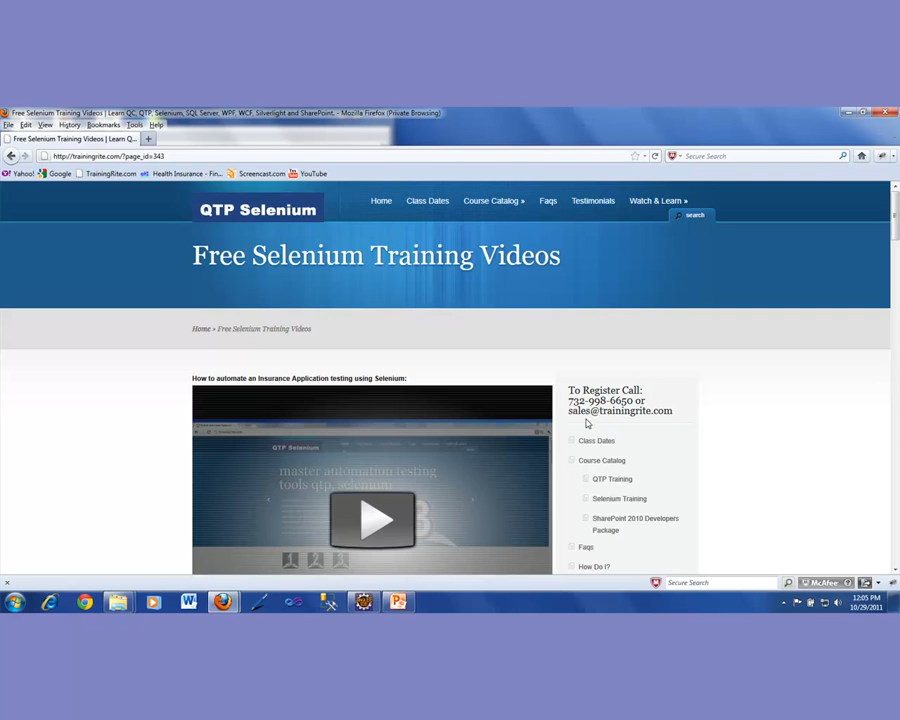 Free Selenium Training Videos | Learn QC, QTP, Selenium, SQL Server, WPF, WCF, Silverlight and SharePoint. - Mozilla Firefox (Private Browsing)
File Edit View History Bookmarks Tools Help
Free Selenium Training Videos | Learn Q...
http://trainingrite.com/?page_id=343
Secure Search
Yahoo! Google TrainingRite.com Health Insurance - Fin... Screencast.com YouTube
QTP Selenium
Home Class Dates Course Catalog » Faqs Testimonials Watch & Learn »
search
Free Selenium Training Videos
Home » Free Selenium Training Videos
How to automate an Insurance Application testing using Selenium:
QTP Selenium
master automation testing
tools qtp, selenium
1 2 3
To Register Call:
732-998-6650 or
sales@trainingrite.com
Class Dates
Course Catalog
QTP Training
Selenium Training
SharePoint 2010 Developers
Package
Faqs
How Do I?
Secure Search
McAfee
12:05 PM
10/29/2011